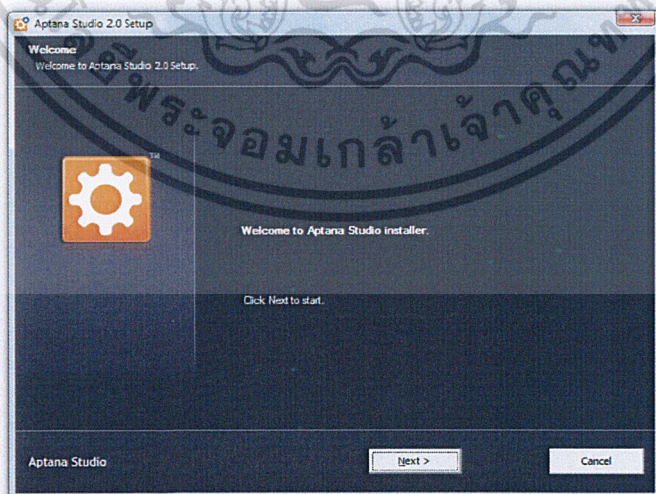 Aptana Studio 2.0 Setup
Welcome
Welcome to Aptana Studio 2.0 Setup.
พระจอมเกล้าเจ้าคุณท
TM
Welcome to Aptana Studio installer.
Click Next to start.
Aptana Studio
Next >
Cancel